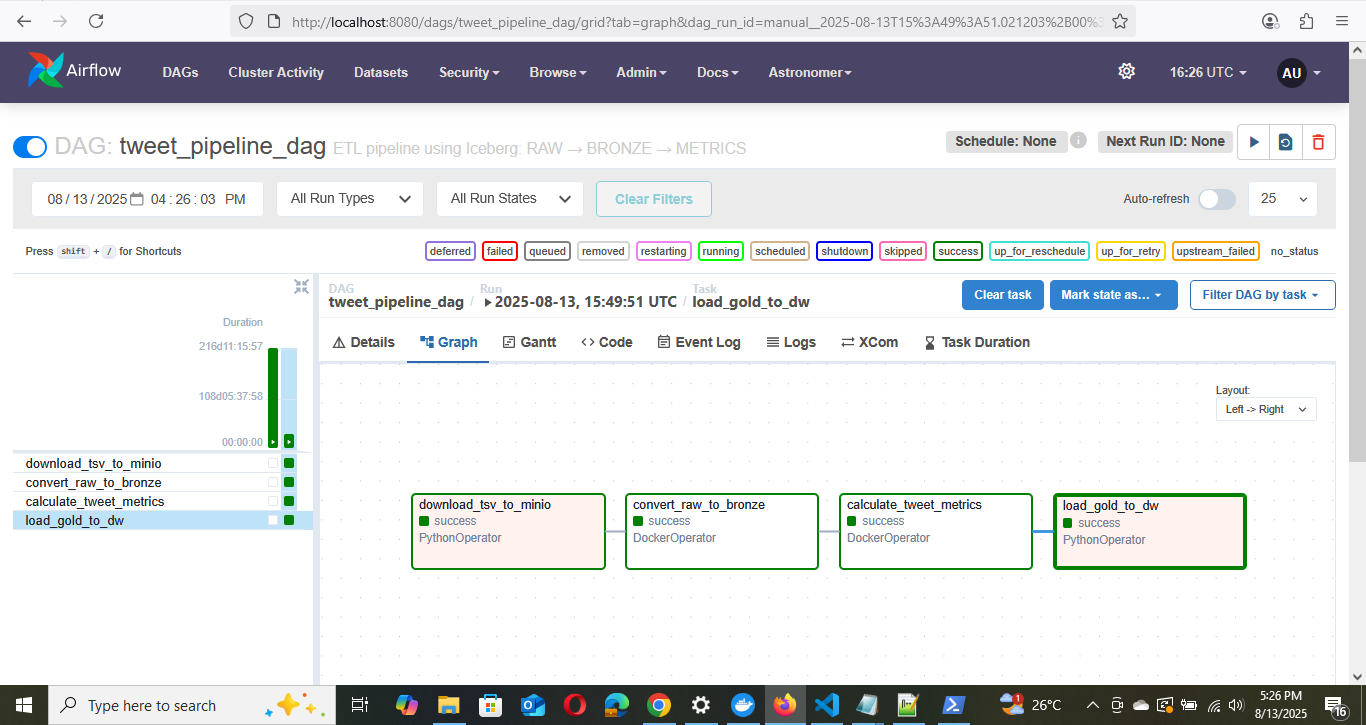 http://localhost:8080/dags/tweet_pipeline_dag/grid?tab=graph&dag_run_id=manual__2025-08-13T15%3A49%3A51.021203%2B00%3
Airflow DAGs Cluster Activity Datasets Security Browse Admin Docs Astronomer 16:26 UTC AU
DAG: tweet_pipeline_dag ETL pipeline using Iceberg: RAW → BRONZE → METRICS Schedule: None i Next Run ID: None
08 / 13 / 2025 04 : 26 : 03 PM All Run Types All Run States Clear Filters Auto-refresh 25
Press shift + / for Shortcuts deferred failed queued removed restarting running scheduled shutdown skipped success up_for_reschedule up_for_retry upstream_failed no_status
DAG Run Task
tweet_pipeline_dag / 2025-08-13, 15:49:51 UTC / load_gold_to_dw Clear task Mark state as... Filter DAG by task
Duration
216d11:15:57
108d05:37:58
00:00:00
Details Graph Gantt Code Event Log Logs XCom Task Duration
Layout:
Left -> Right
download_tsv_to_minio
convert_raw_to_bronze
calculate_tweet_metrics
load_gold_to_dw
download_tsv_to_minio
success
PythonOperator
convert_raw_to_bronze
success
DockerOperator
calculate_tweet_metrics
success
DockerOperator
load_gold_to_dw
success
PythonOperator
Type here to search 1 26°C 5:26 PM
8/13/2025 16